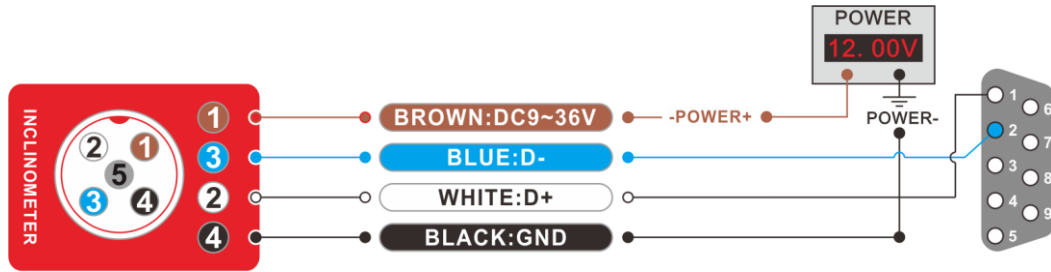 POWER
12. 00V
INCLINOMETER
2 1
5
3 4
1 BROWN:DC9~36V -POWER+
POWER-
3 BLUE:D-
2 WHITE:D+
4 BLACK:GND
1
6
2
7
3
8
4
9
5